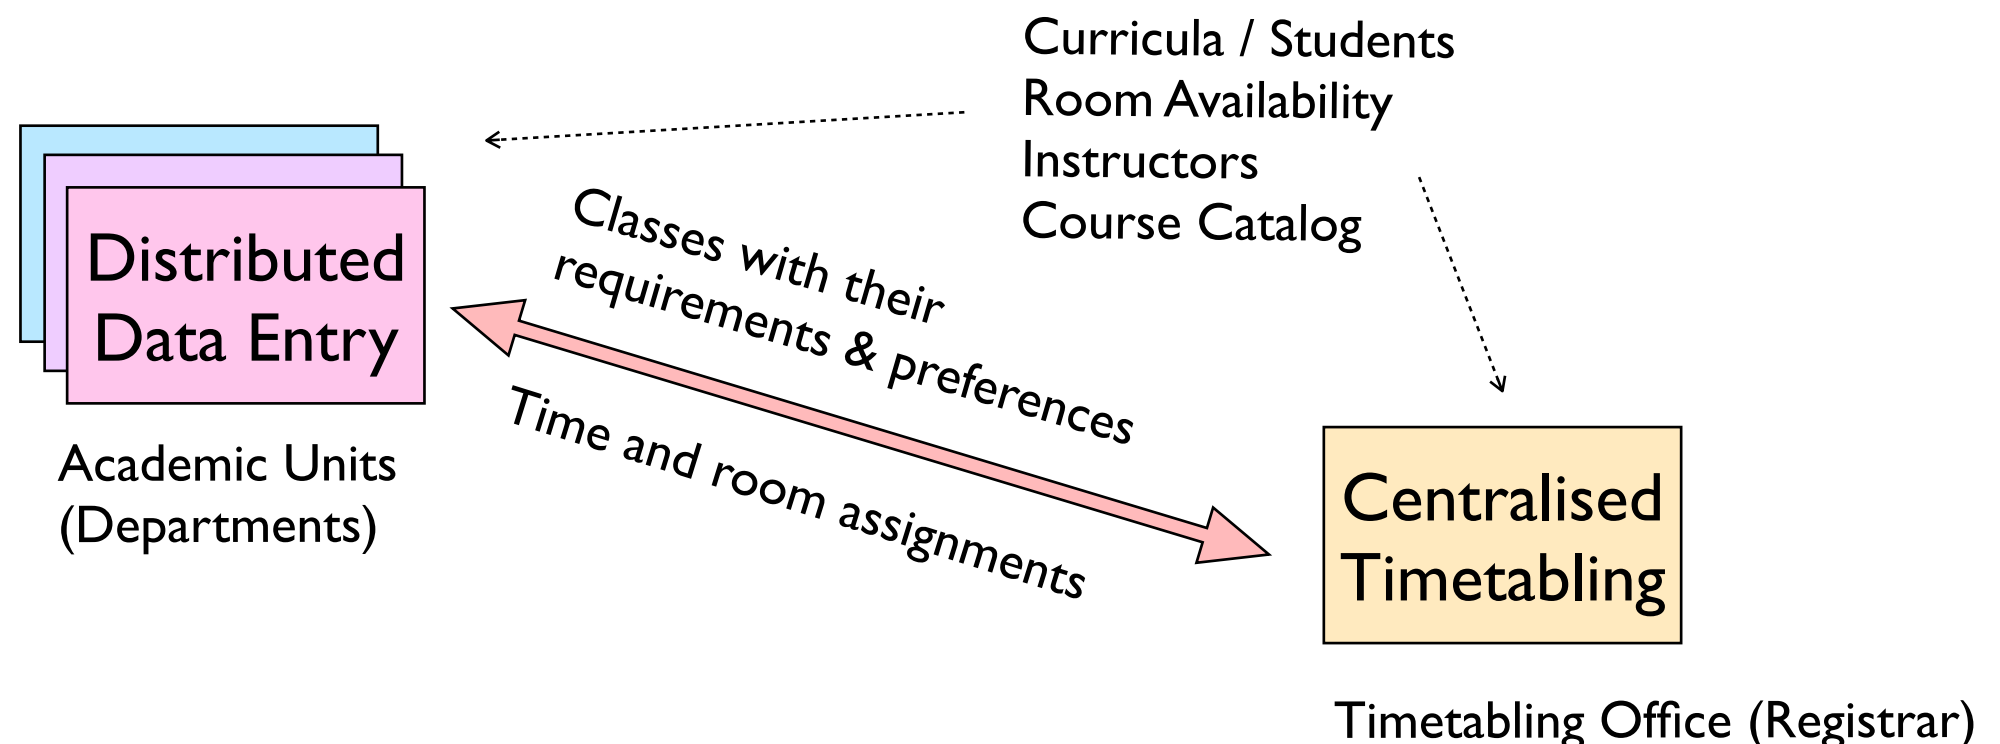 Curricula / Students
Room Availability
Instructors
Course Catalog
Distributed
Data Entry
Academic Units
(Departments)
Classes with their
requirements & preferences
Time and room assignments
Centralised
Timetabling
Timetabling Office (Registrar)